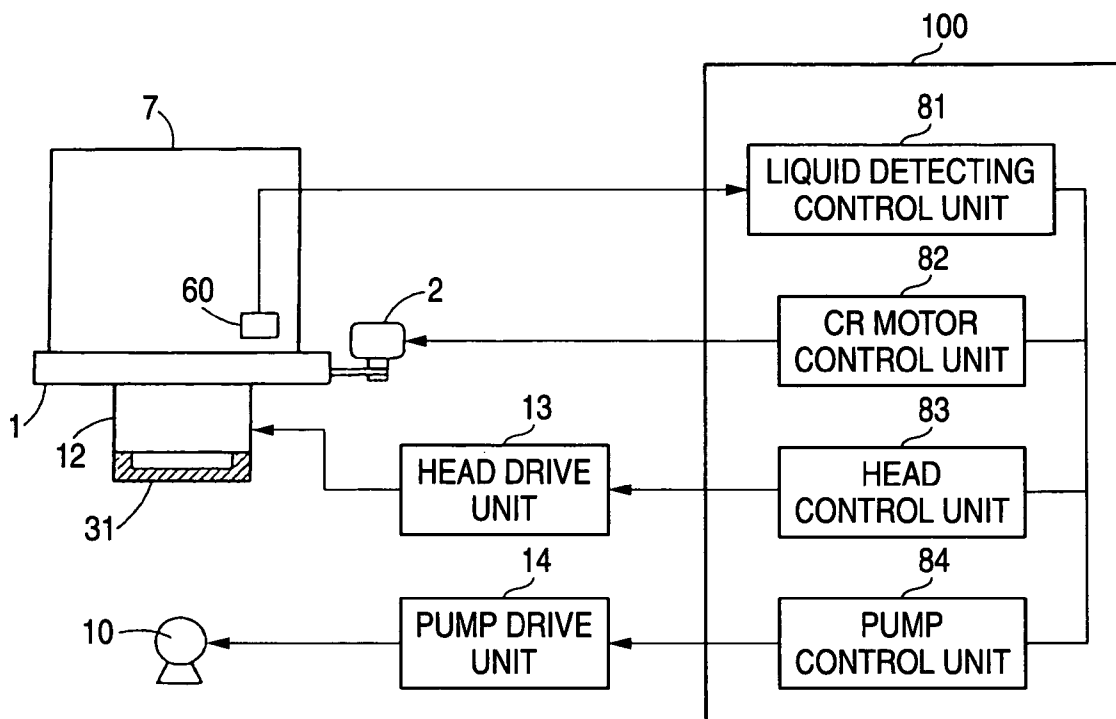 100
7
81
LIQUID DETECTING
CONTROL UNIT
60
2
82
CR MOTOR
CONTROL UNIT
1
12
13
83
HEAD DRIVE
UNIT
HEAD
CONTROL UNIT
31
14
84
10
PUMP DRIVE
UNIT
PUMP
CONTROL UNIT